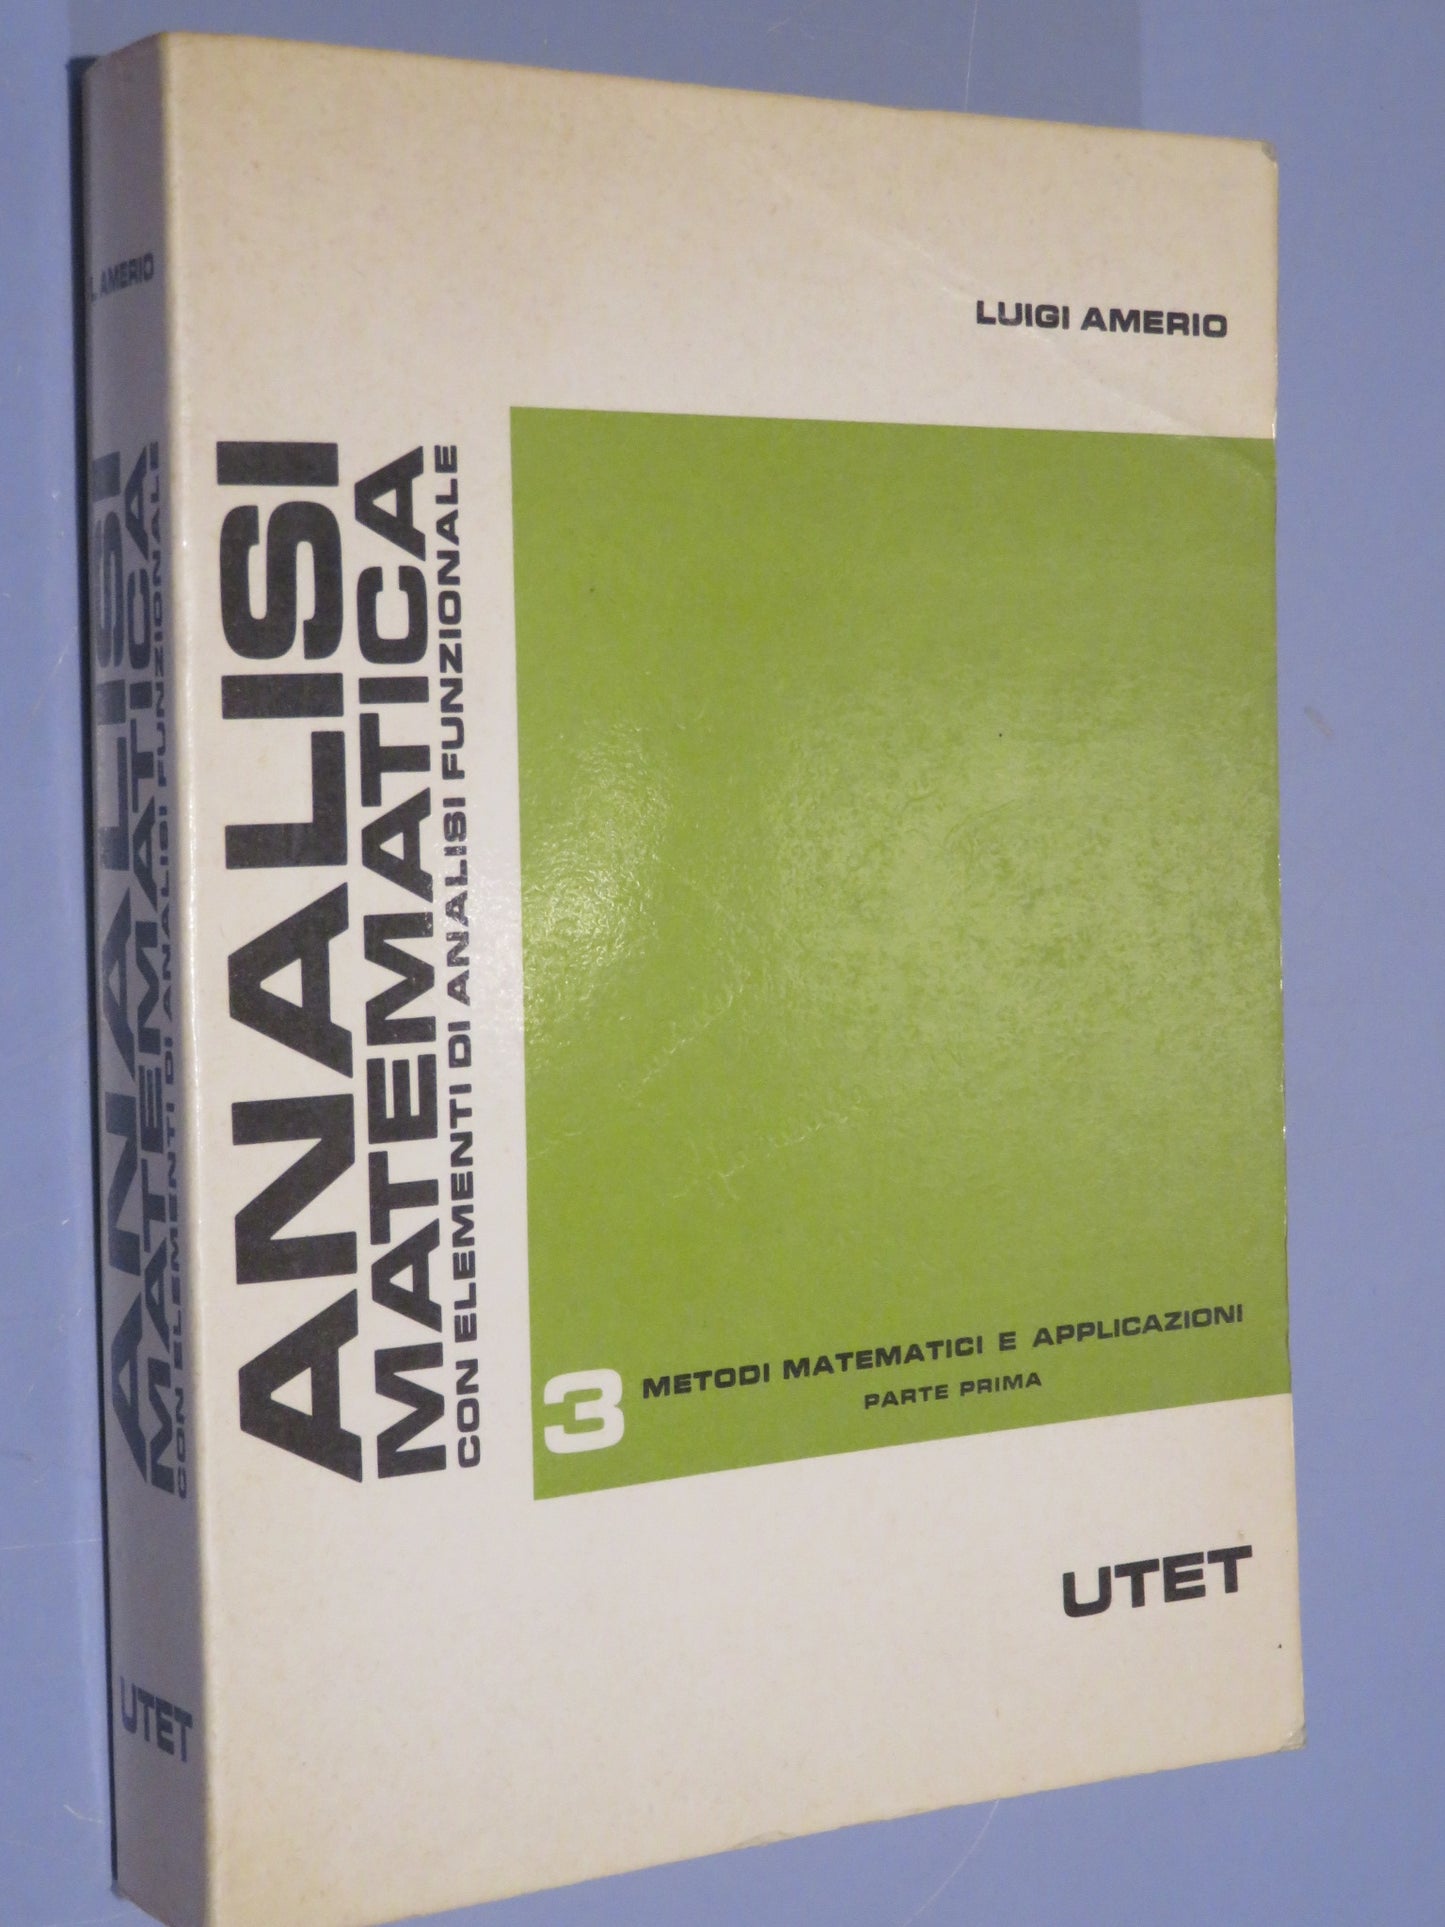 LUIGI AMERIO
ANALISI
MATEMATICA
CON ELEMENTI DI ANALISI FUNZIONALE
3 METODI MATEMATICI E APPLICAZIONI
PARTE PRIMA
UTET
L. AMERIO
ANALISI
MATEMATICA
CON ELEMENTI DI ANALISI FUNZIONALE
UTET